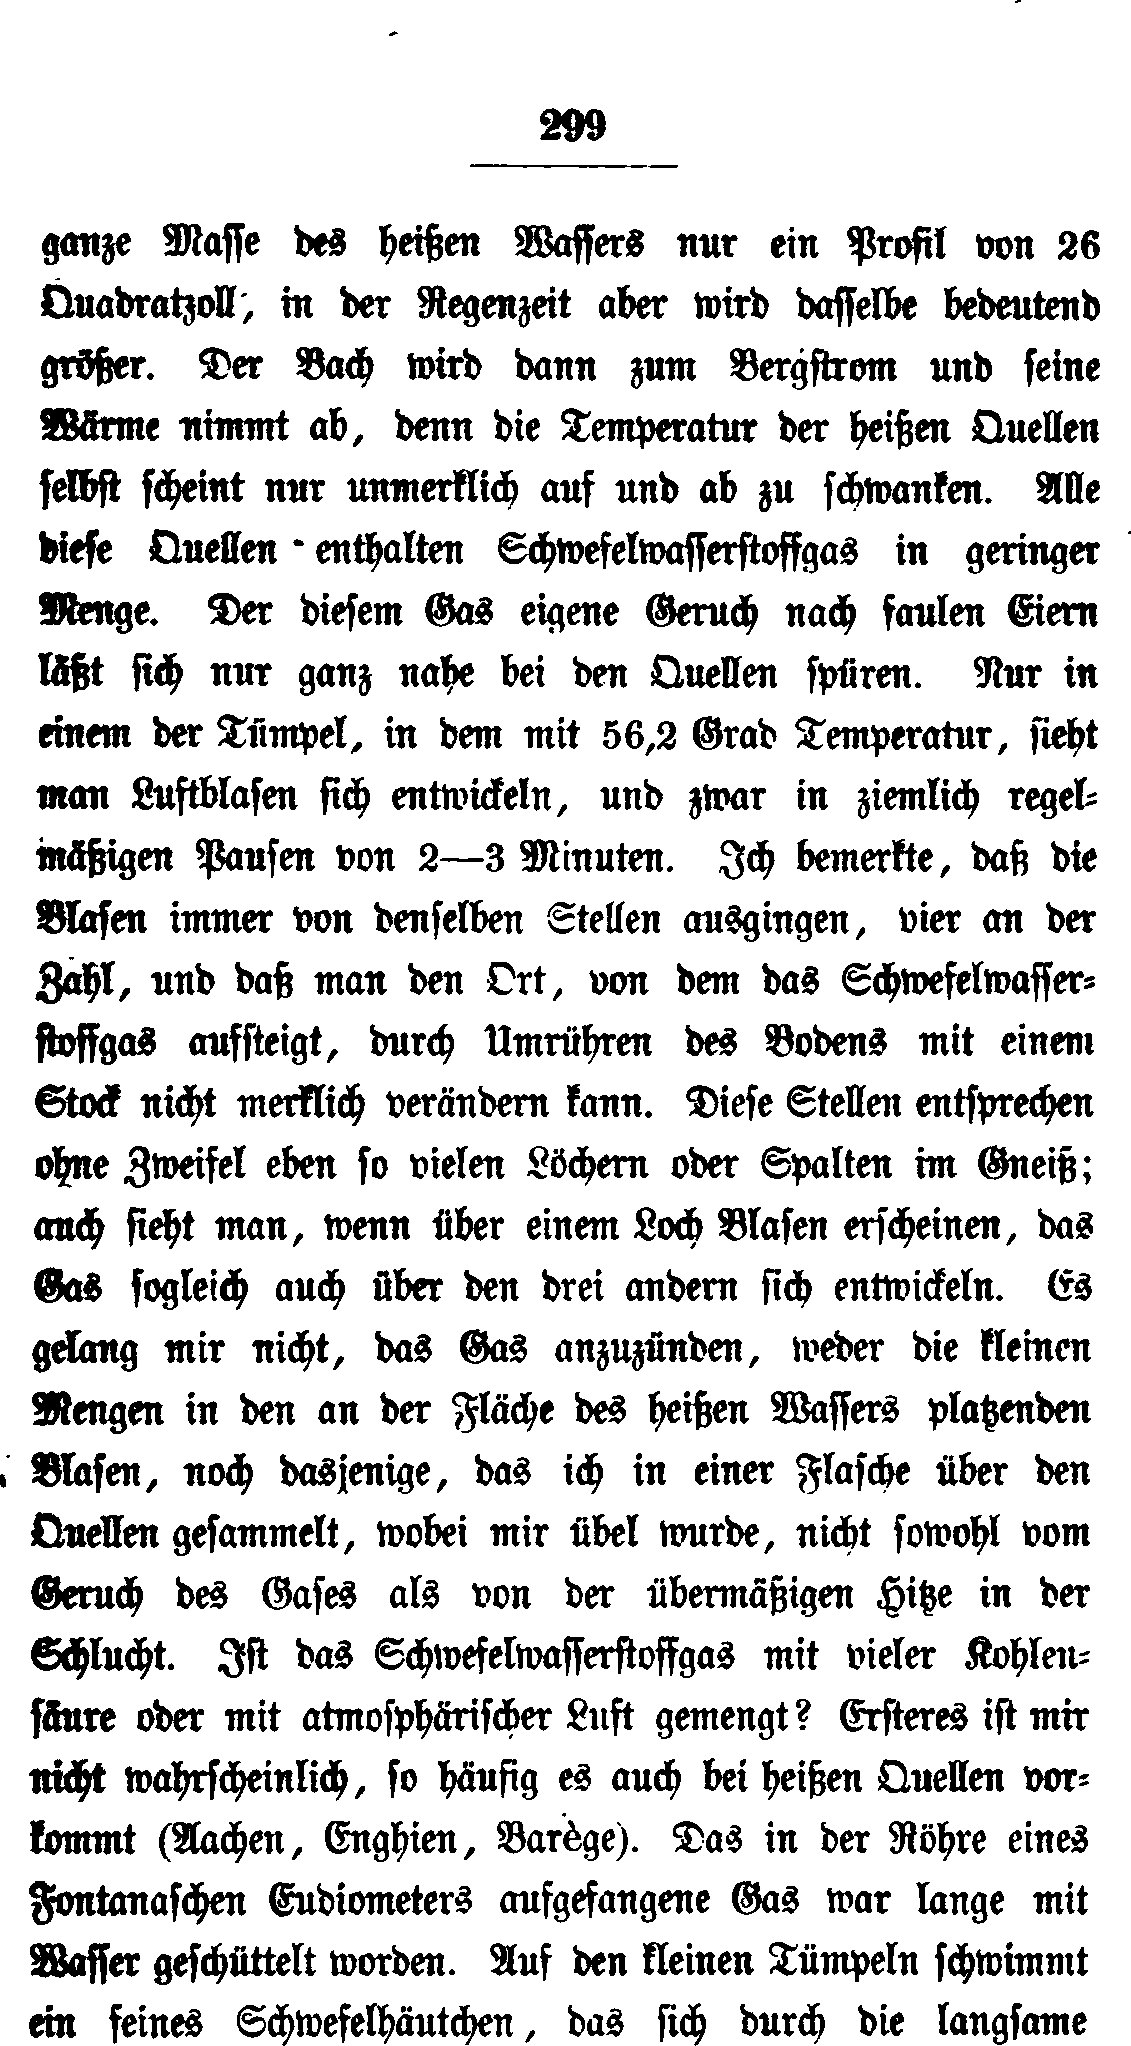 299
ganze Masse des heißen Wassers nur ein Profil von 26
Quadratzoll, in der Regenzeit aber wird dasselbe bedeutend
größer. Der Bach wird dann zum Bergstrom und seine
Wärme nimmt ab, denn die Temperatur der heißen Quellen
selbst scheint nur unmerklich auf und ab zu schwanken. Alle
diese Quellen enthalten Schwefelwasserstoffgas in geringer
Menge. Der diesem Gas eigene Geruch nach faulen Eiern
läßt sich nur ganz nahe bei den Quellen spüren. Nur in
einem der Tümpel, in dem mit 56,2 Grad Temperatur, sieht
man Luftblasen sich entwickeln, und zwar in ziemlich regel-
mäßigen Pausen von 2—3 Minuten. Ich bemerkte, daß die
Blasen immer von denselben Stellen ausgingen, vier an der
Zahl, und daß man den Ort, von dem das Schwefelwasser-
stoffgas aufsteigt, durch Umrühren des Bodens mit einem
Stock nicht merklich verändern kann. Diese Stellen entsprechen
ohne Zweifel eben so vielen Löchern oder Spalten im Gneiß;
auch sieht man, wenn über einem Loch Blasen erscheinen, das
Gas sogleich auch über den drei andern sich entwickeln. Es
gelang mir nicht, das Gas anzuzünden, weder die kleinen
Mengen in den an der Fläche des heißen Wassers platzenden
Blasen, noch dasjenige, das ich in einer Flasche über den
Quellen gesammelt, wobei mir übel wurde, nicht sowohl vom
Geruch des Gases als von der übermäßigen Hitze in der
Schlucht. Ist das Schwefelwasserstoffgas mit vieler Kohlen-
säure oder mit atmosphärischer Luft gemengt? Ersteres ist mir
nicht wahrscheinlich, so häufig es auch bei heißen Quellen vor-
kommt (Aachen, Enghien, Barège). Das in der Röhre eines
Fontanaschen Eudiometers aufgefangene Gas war lange mit
Wasser geschüttelt worden. Auf den kleinen Tümpeln schwimmt
ein feines Schwefelhäutchen, das sich durch die langsame